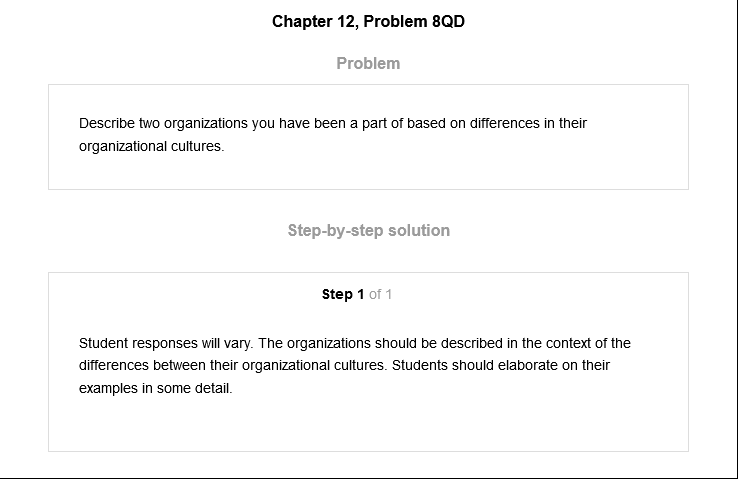 Chapter 12, Problem 8QD
Problem
Describe two organizations you have been a part of based on differences in their
organizational cultures.
Step-by-step solution
Step 1 of 1
Student responses will vary. The organizations should be described in the context of the
differences between their organizational cultures. Students should elaborate on their
examples in some detail.